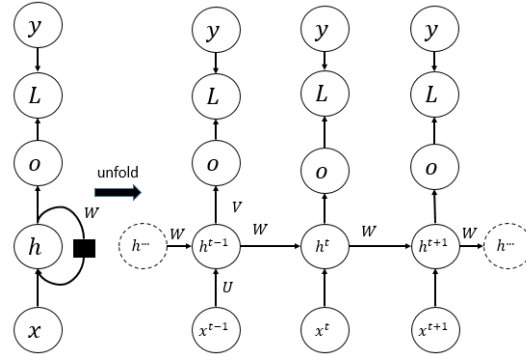 y y y y
L L L L
o o o o
unfold
W V
h h⋯ W h^{t-1} W h^t W h^{t+1} W h⋯
U
x x^{t-1} x^t x^{t+1}